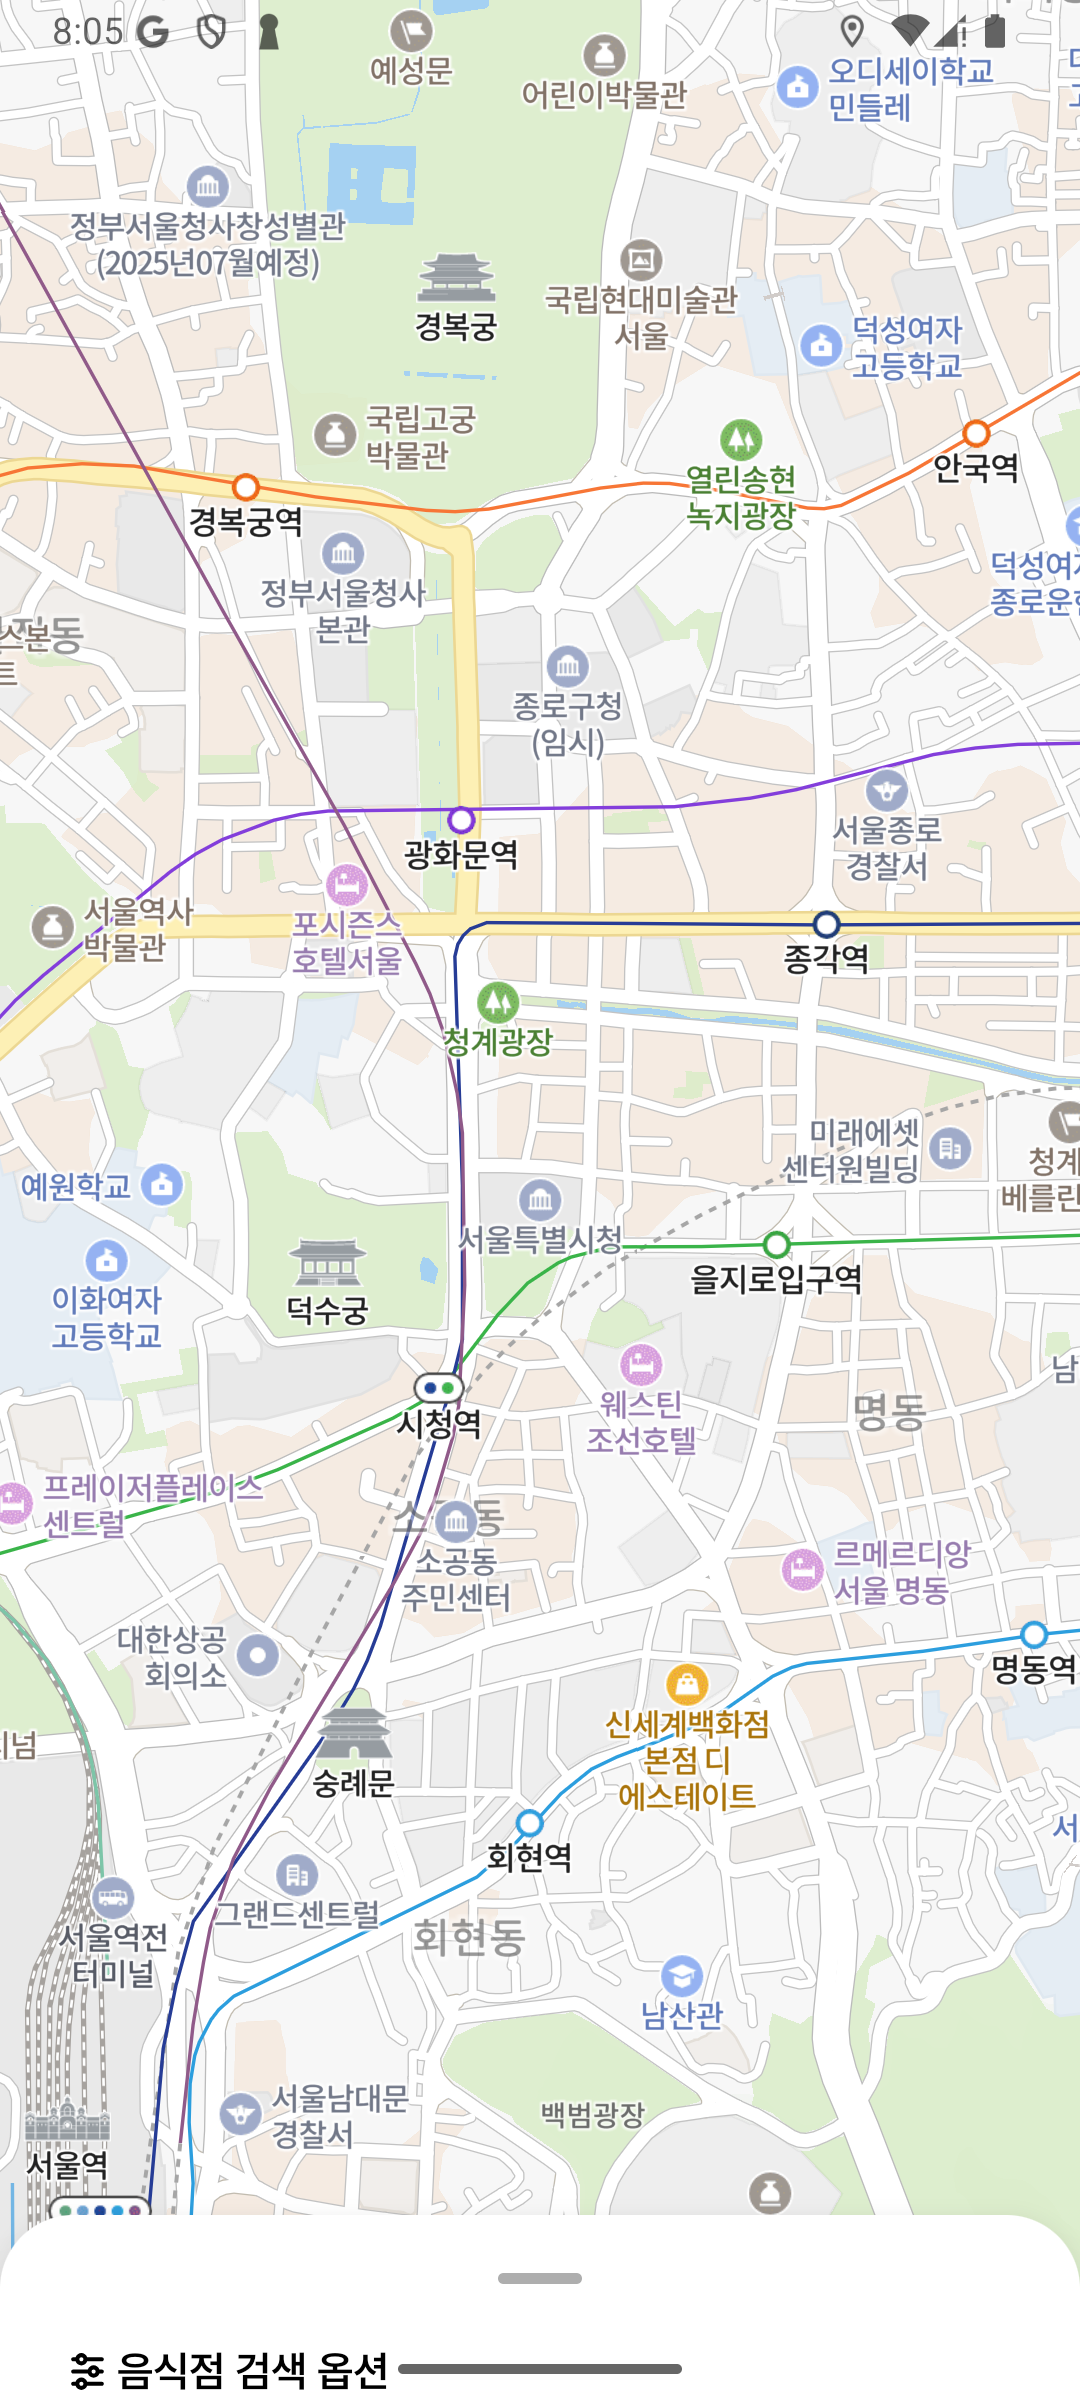 8:05
예성문
어린이박물관
오디세이학교
민들레
정부서울청사창성별관
(2025년07월예정)
경복궁
국립현대미술관
서울
덕성여자
고등학교
국립고궁
박물관
열린송현
녹지광장
안국역
경복궁역
정부서울청사
본관
종로구청
(임시)
광화문역
서울종로
경찰서
서울역사
박물관
포시즌스
호텔서울
종각역
청계광장
미래에셋
센터원빌딩
청계
베를린
예원학교
서울특별시청
을지로입구역
이화여자
고등학교
덕수궁
웨스틴
조선호텔
명동
시청역
프레이저플레이스
센트럴
소공동
주민센터
르메르디앙
서울 명동
대한상공
회의소
명동역
신세계백화점
본점 디
에스테이트
숭례문
회현역
그랜드센트럴
회현동
서울역전
터미널
남산관
서울남대문
경찰서
백범광장
서울역
음식점 검색 옵션